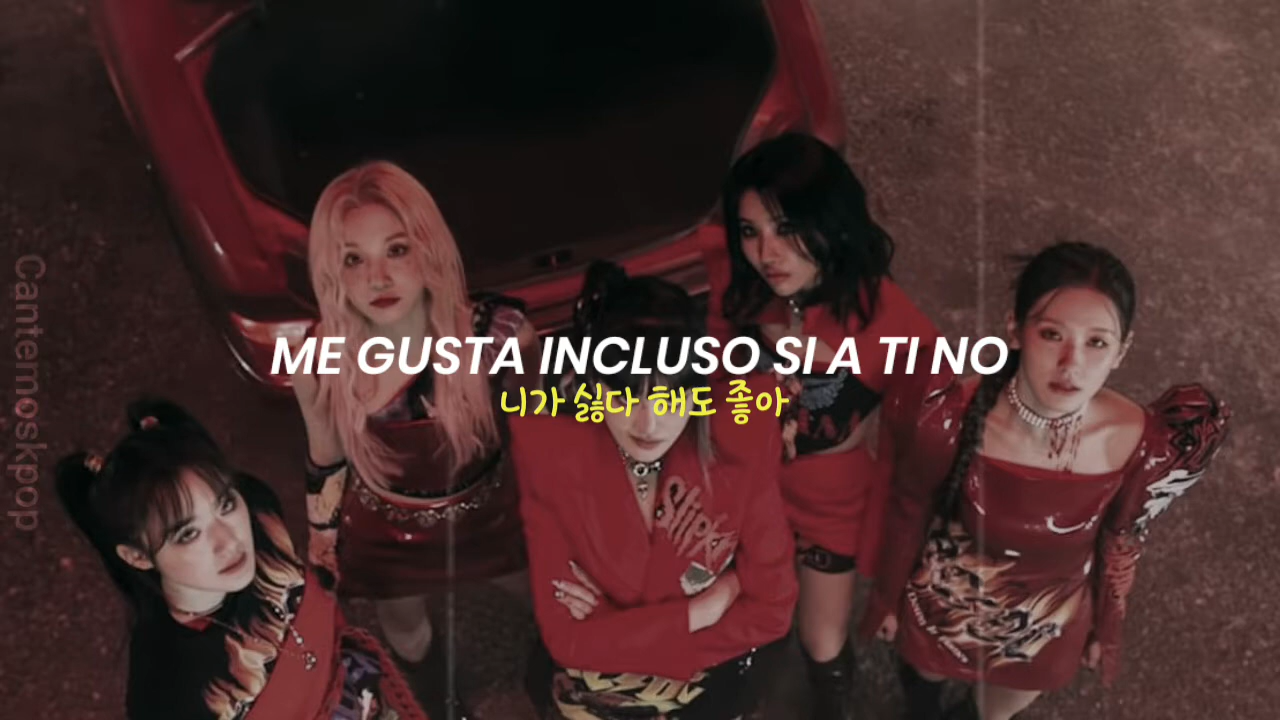 ME GUSTA INCLUSO SI A TI NO
니가 싫다 해도 좋아
Cantemoskpop